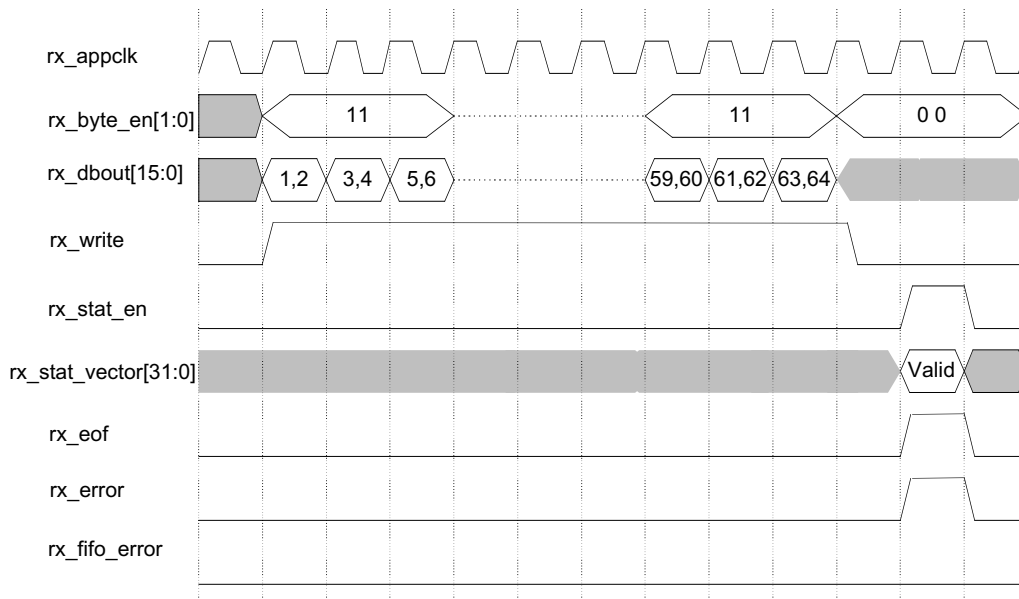 rx_appclk
rx_byte_en[1:0] 11 11 0 0
rx_dbout[15:0] 1,2 3,4 5,6 59,60 61,62 63,64
rx_write
rx_stat_en
rx_stat_vector[31:0] Valid
rx_eof
rx_error
rx_fifo_error